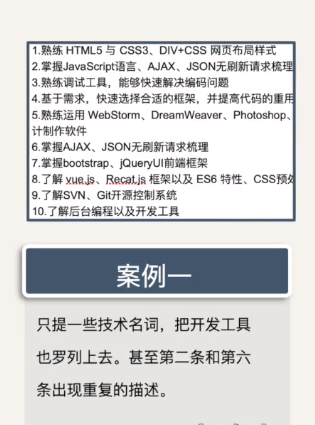 1.熟练 HTML5 与 CSS3、DIV+CSS 网页布局样式
2.掌握JavaScript语言、AJAX、JSON无刷新请求梳理
3.熟练调试工具，能够快速解决编码问题
4.基于需求，快速选择合适的框架，并提高代码的重用
5.熟练运用 WebStorm、DreamWeaver、Photoshop、
计制作软件
6.掌握AJAX、JSON无刷新请求梳理
7.掌握bootstrap、jQueryUI前端框架
8.了解 vue.js、Recat.js 框架以及 ES6 特性、CSS预处
9.了解SVN、Git开源控制系统
10.了解后台编程以及开发工具
案例一
只提一些技术名词，把开发工具
也罗列上去。甚至第二条和第六
条出现重复的描述。